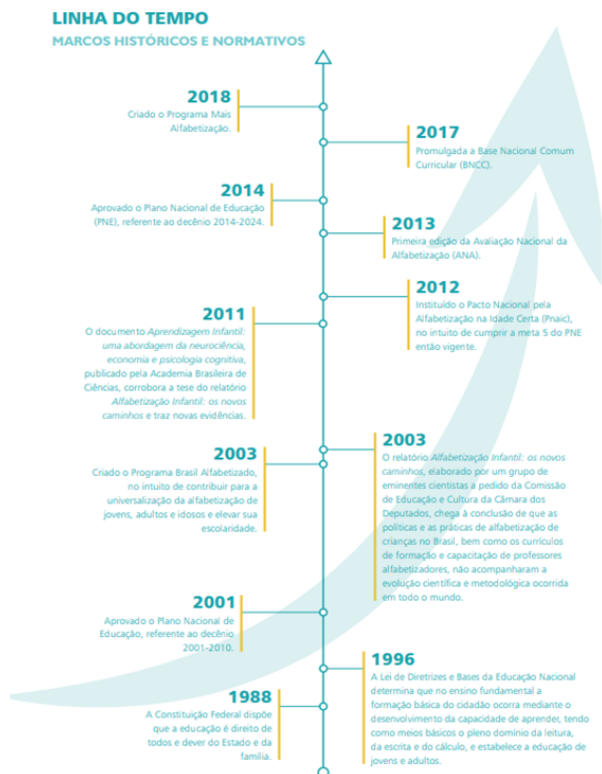 LINHA DO TEMPO
MARCOS HISTÓRICOS E NORMATIVOS
2018
Criado o Programa Mais
Alfabetização.
2017
Promulgada a Base Nacional Comum
Curricular (BNCC).
2014
Aprovado o Plano Nacional de Educação
(PNE), referente ao decênio 2014-2024.
2013
Primeira edição da Avaliação Nacional da
Alfabetização (ANA).
2012
Instituído o Pacto Nacional pela
Alfabetização na Idade Certa (Pnaic),
no intuito de cumprir a meta 5 do PNE
então vigente.
2011
O documento Aprendizagem Infantil:
uma abordagem da neurociência,
economia e psicologia cognitiva,
publicado pela Academia Brasileira de
Ciências, corrobora a tese do relatório
Alfabetização Infantil: os novos
caminhos e traz novas evidências.
2003
O relatório Alfabetização Infantil: os novos
caminhos, elaborado por um grupo de
eminentes cientistas a pedido da Comissão
de Educação e Cultura da Câmara dos
Deputados, chega à conclusão de que as
políticas e as práticas de alfabetização de
crianças no Brasil, bem como os currículos
de formação e capacitação de professores
alfabetizadores, não acompanharam a
evolução científica e metodológica ocorrida
em todo o mundo.
2003
Criado o Programa Brasil Alfabetizado,
no intuito de contribuir para a
universalização da alfabetização de
jovens, adultos e idosos e elevar sua
escolaridade.
2001
Aprovado o Plano Nacional de
Educação, referente ao decênio
2001-2010.
1996
A Lei de Diretrizes e Bases da Educação Nacional
determina que no ensino fundamental a
formação básica do cidadão ocorra mediante o
desenvolvimento da capacidade de aprender, tendo
como meios básicos o pleno domínio da leitura,
da escrita e do cálculo, e estabelece a educação de
jovens e adultos.
1988
A Constituição Federal dispõe
que a educação é direito de
todos e dever do Estado e da
família.